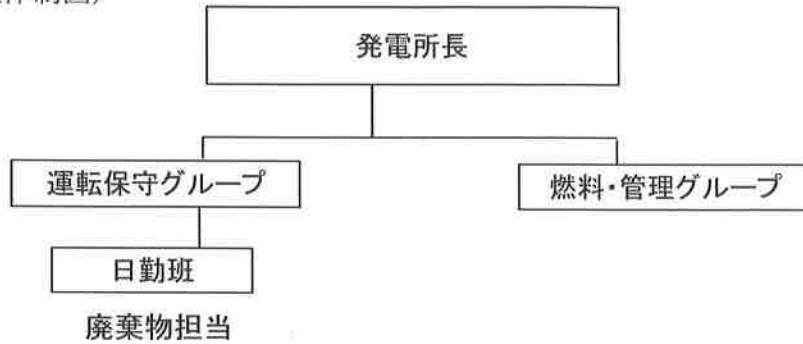 発電所長
運転保守グループ
燃料・管理グループ
日勤班
廃棄物担当